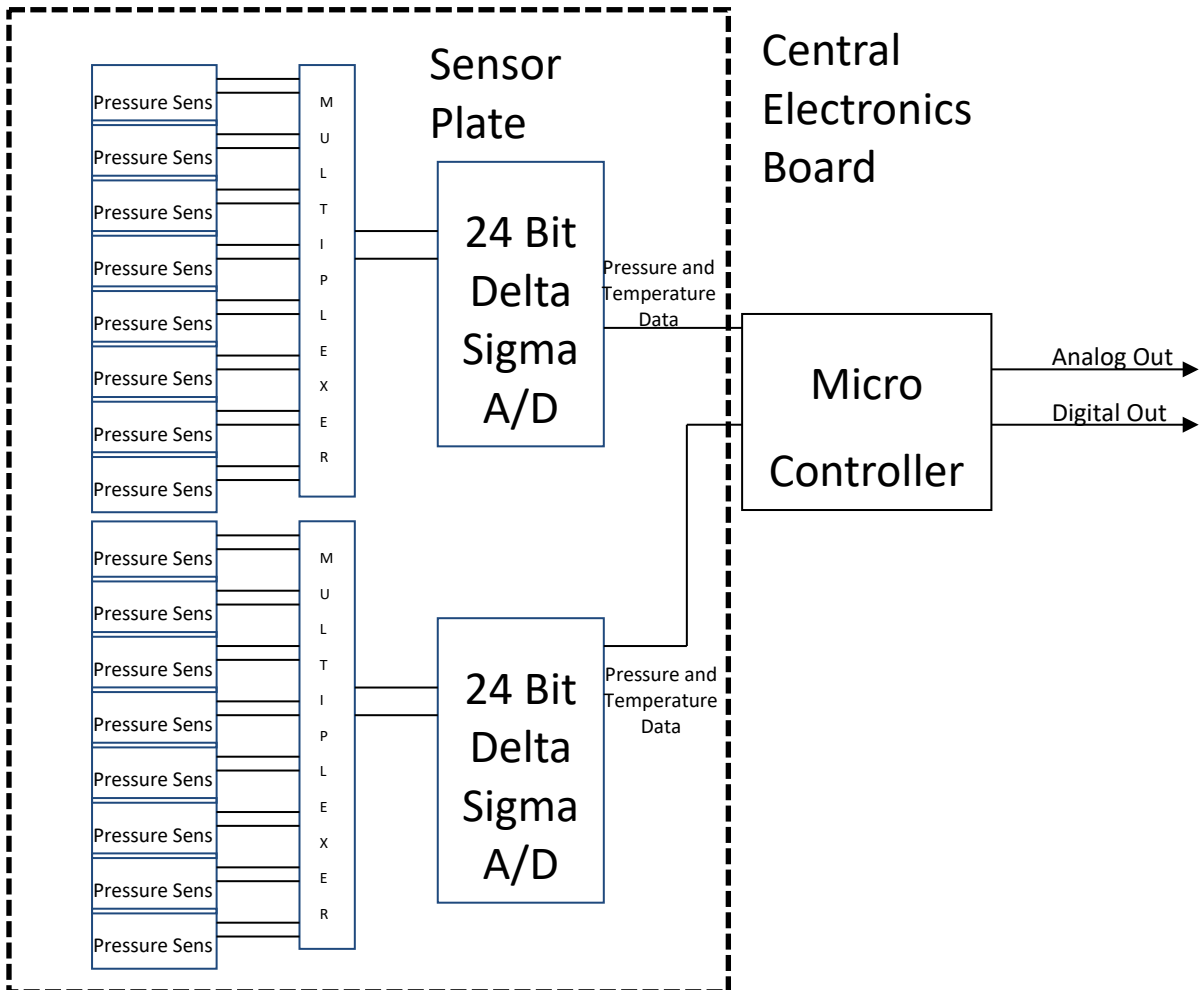 Sensor
Plate
Central
Electronics
Board
Pressure Sens
Pressure Sens
Pressure Sens
Pressure Sens
Pressure Sens
Pressure Sens
Pressure Sens
Pressure Sens
M
U
L
T
I
P
L
E
X
E
R
24 Bit
Delta
Sigma
A/D
Pressure and
Temperature
Data
Micro
Controller
Analog Out
Digital Out
Pressure Sens
Pressure Sens
Pressure Sens
Pressure Sens
Pressure Sens
Pressure Sens
Pressure Sens
Pressure Sens
M
U
L
T
I
P
L
E
X
E
R
24 Bit
Delta
Sigma
A/D
Pressure and
Temperature
Data